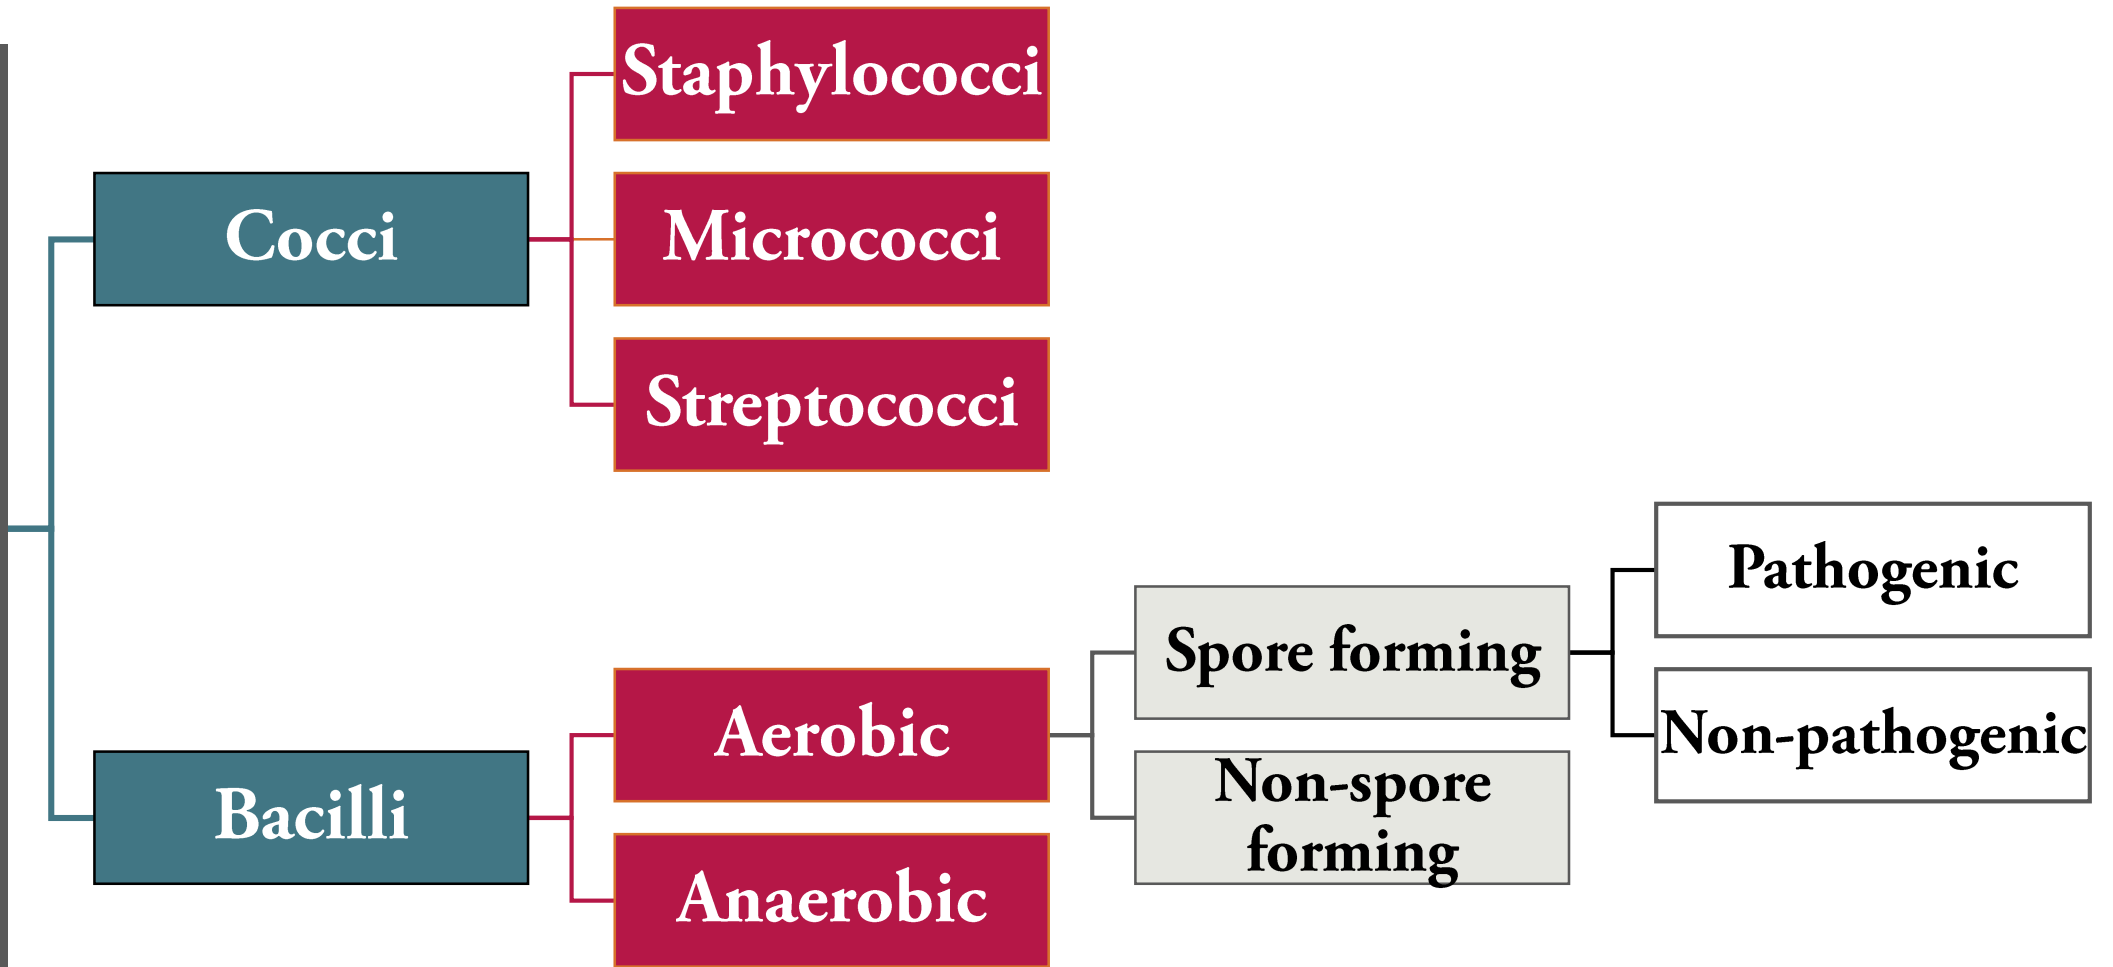 Staphylococci
Cocci
Micrococci
Streptococci
Pathogenic
Spore forming
Non-pathogenic
Aerobic
Non-spore
forming
Bacilli
Anaerobic